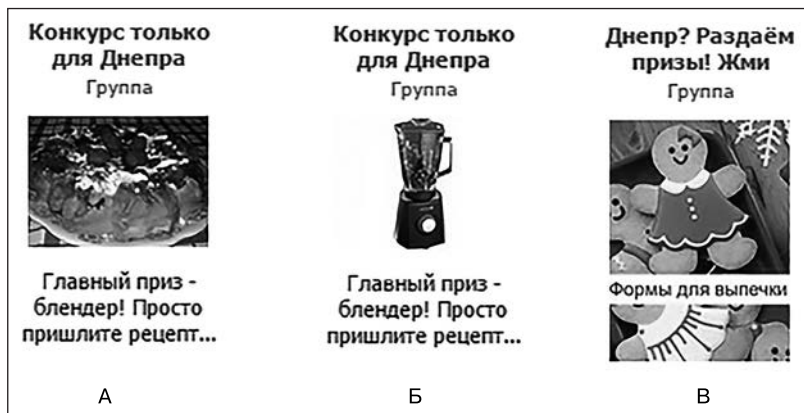 Конкурс только
для Днепра
Группа
Главный приз -
блендер! Просто
пришлите рецепт...
А
Конкурс только
для Днепра
Группа
Главный приз -
блендер! Просто
пришлите рецепт...
Б
Днепр? Раздаём
призы! Жми
Группа
Формы для выпечки
В